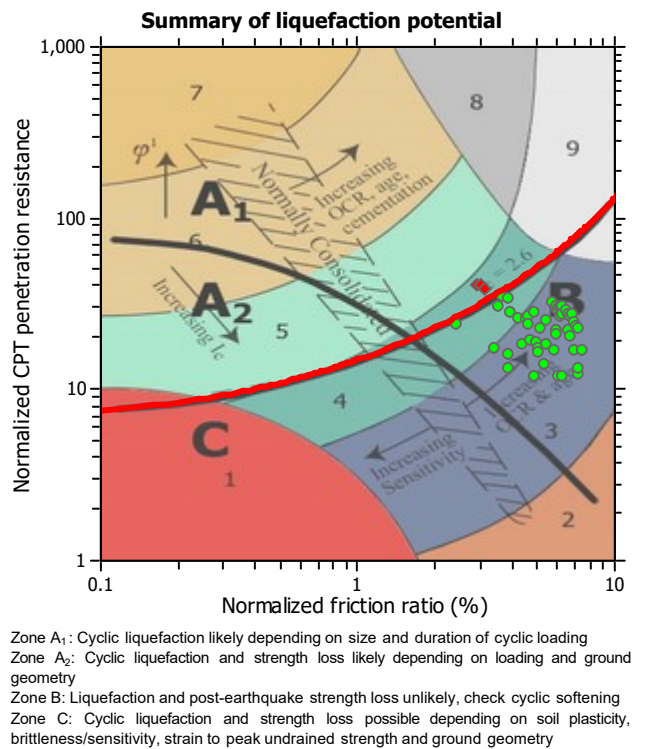 Summary of liquefaction potential
Normalized CPT penetration resistance
1,000
100
10
1
7
8
9
φ'
Increasing
OCR, age,
cementation
Normally Consolidated
A1
6
= 2.6
A2
B
Increasing Ic
5
4
Increasing
OCR & age
C
3
Increasing
Sensitivity
1
2
0.1
1
10
Normalized friction ratio (%)
Zone A1: Cyclic liquefaction likely depending on size and duration of cyclic loading
Zone A2: Cyclic liquefaction and strength loss likely depending on loading and ground
geometry
Zone B: Liquefaction and post-earthquake strength loss unlikely, check cyclic softening
Zone C: Cyclic liquefaction and strength loss possible depending on soil plasticity,
brittleness/sensitivity, strain to peak undrained strength and ground geometry